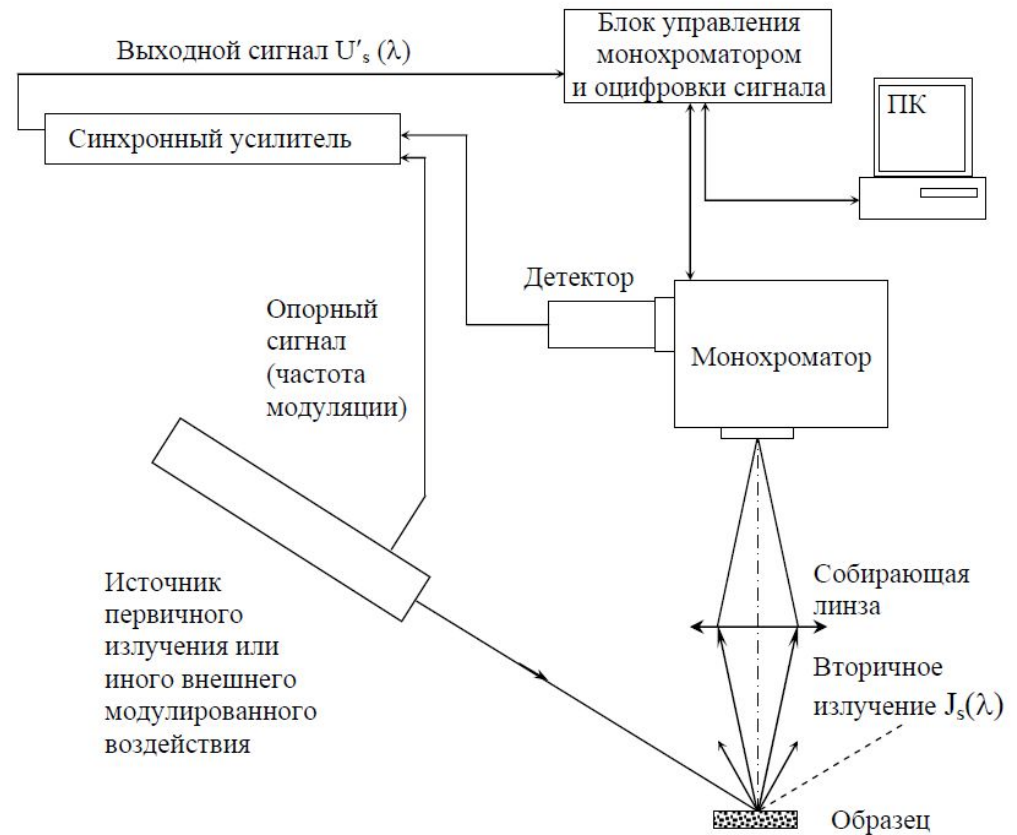 Блок управления
монохроматором
и оцифровки сигнала
Выходной сигнал U′ₛ (λ)
ПК
Синхронный усилитель
Детектор
Опорный
сигнал
(частота
модуляции)
Монохроматор
Собирающая
линза
Источник
первичного
излучения или
иного внешнего
модулированного
воздействия
Вторичное
излучение Jₛ(λ)
Образец